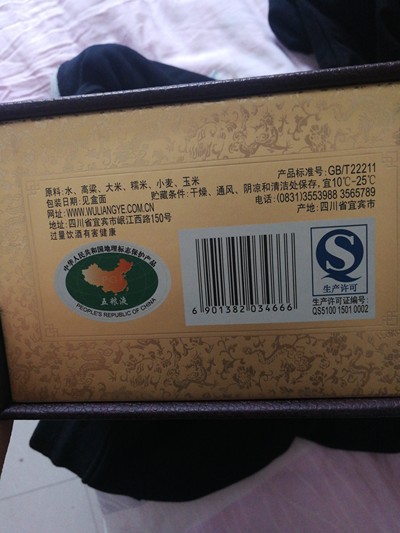 原料:水、高粱、大米、糯米、小麦、玉米
产品标准号:GB/T22211
包装日期:见盒面
贮藏条件:干燥、通风、阴凉和清洁处保存,宜10℃-25℃
网址:WWW.WULIANGYE.COM.CN
电话:(0831)3553988 3565789
地址:四川省宜宾市岷江西路150号
产地:四川省宜宾市
过量饮酒有害健康
中华人民共和国地理标志保护产品
五粮液
PEOPLE'S REPUBLIC OF CHINA
6 901382 034666
QS
生产许可
生产许可证编号:
QS5100 1501 0002